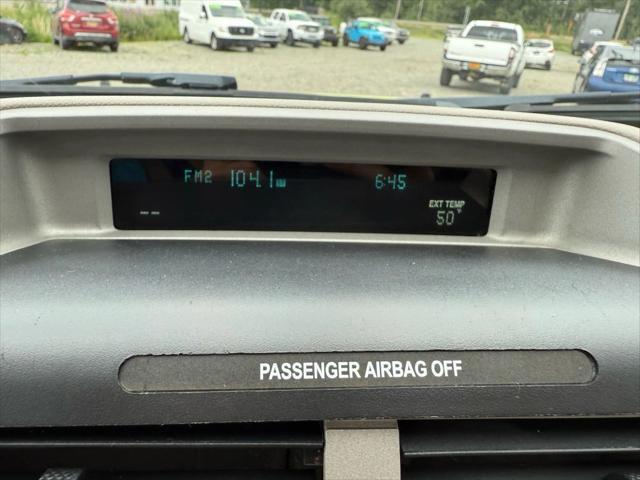 FM2 104.1 6:45
EXT TEMP
50°F
PASSENGER AIRBAG OFF